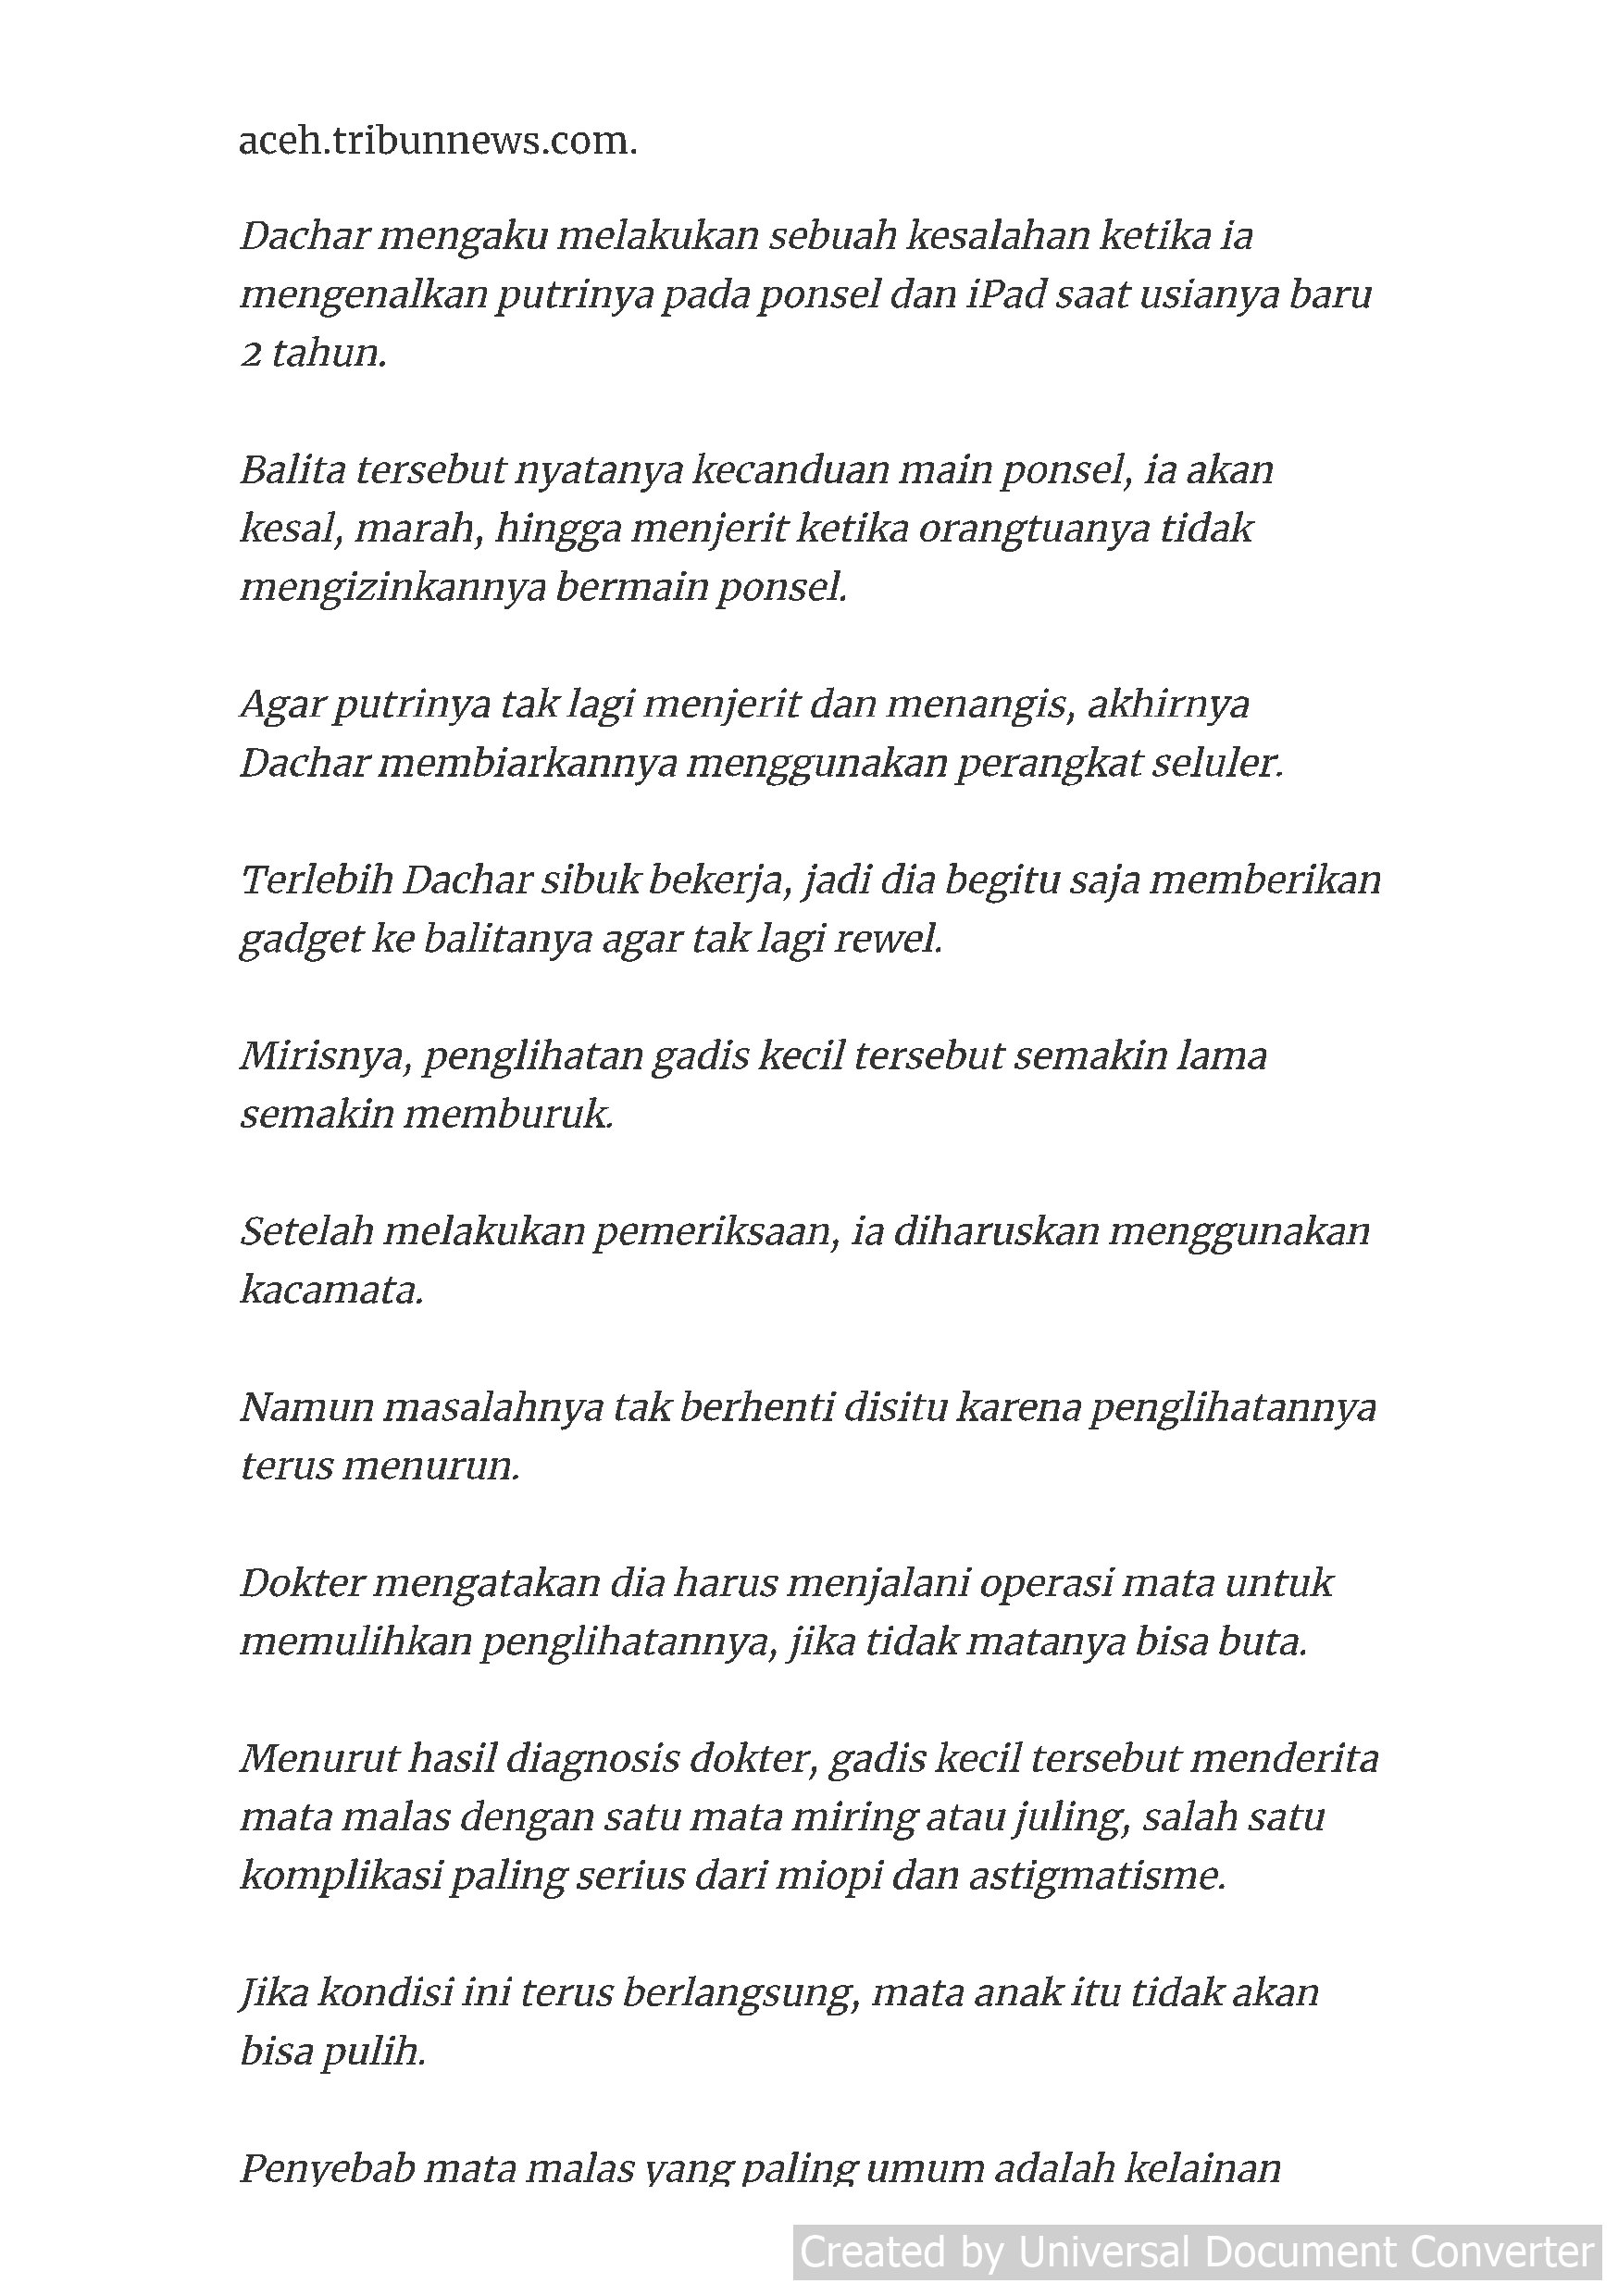 aceh.tribunnews.com.
Dachar mengaku melakukan sebuah kesalahan ketika ia
mengenalkan putrinya pada ponsel dan iPad saat usianya baru
2 tahun.
Balita tersebut nyatanya kecanduan main ponsel, ia akan
kesal, marah, hingga menjerit ketika orangtuanya tidak
mengizinkannya bermain ponsel.
Agar putrinya tak lagi menjerit dan menangis, akhirnya
Dachar membiarkannya menggunakan perangkat seluler.
Terlebih Dachar sibuk bekerja, jadi dia begitu saja memberikan
gadget ke balitanya agar tak lagi rewel.
Mirisnya, penglihatan gadis kecil tersebut semakin lama
semakin memburuk.
Setelah melakukan pemeriksaan, ia diharuskan menggunakan
kacamata.
Namun masalahnya tak berhenti disitu karena penglihatannya
terus menurun.
Dokter mengatakan dia harus menjalani operasi mata untuk
memulihkan penglihatannya, jika tidak matanya bisa buta.
Menurut hasil diagnosis dokter, gadis kecil tersebut menderita
mata malas dengan satu mata miring atau juling, salah satu
komplikasi paling serius dari miopi dan astigmatisme.
Jika kondisi ini terus berlangsung, mata anak itu tidak akan
bisa pulih.
Penyebab mata malas yang paling umum adalah kelainan
Created by Universal Document Converter